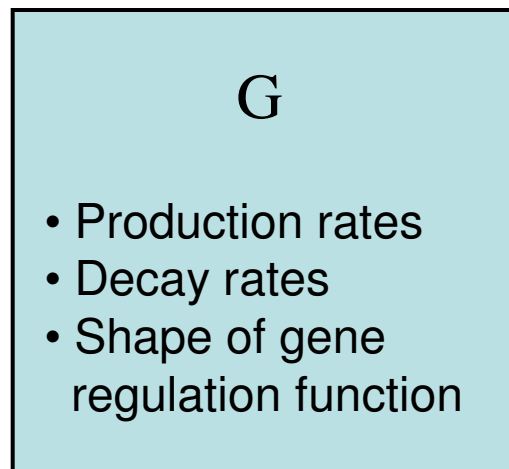 G
• Production rates
• Decay rates
• Shape of gene
regulation function